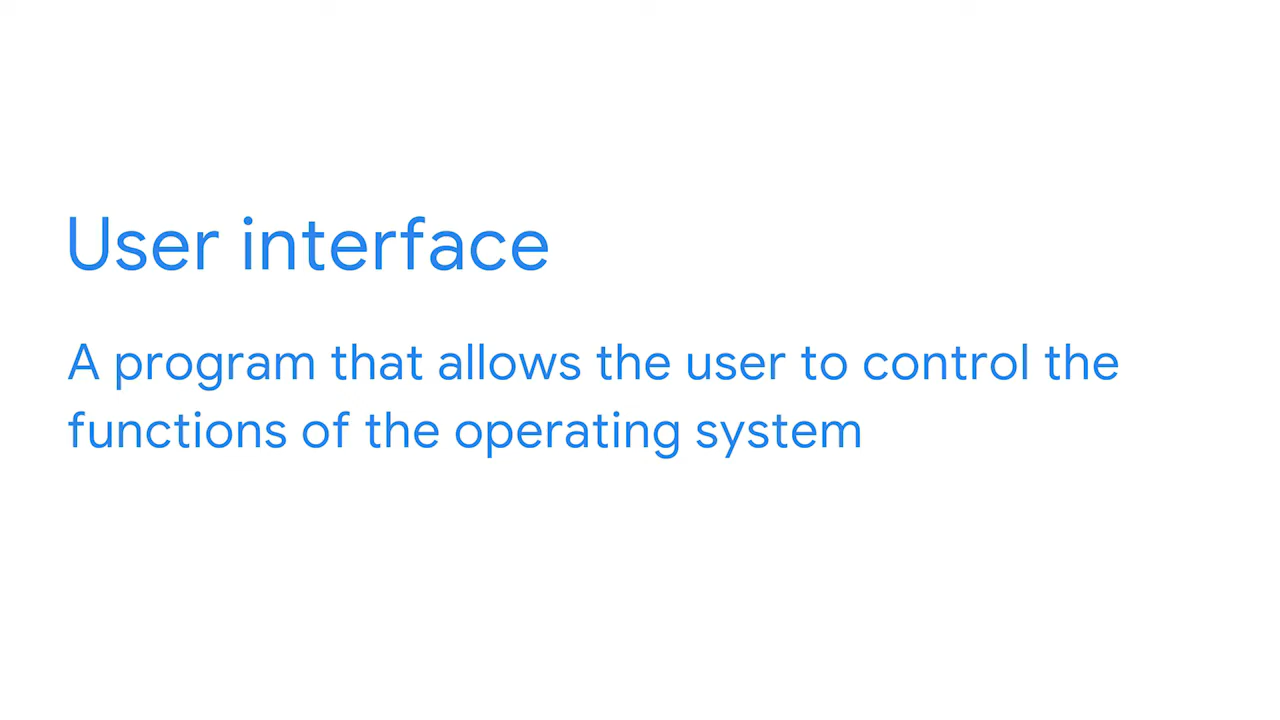 User interface
A program that allows the user to control the
functions of the operating system